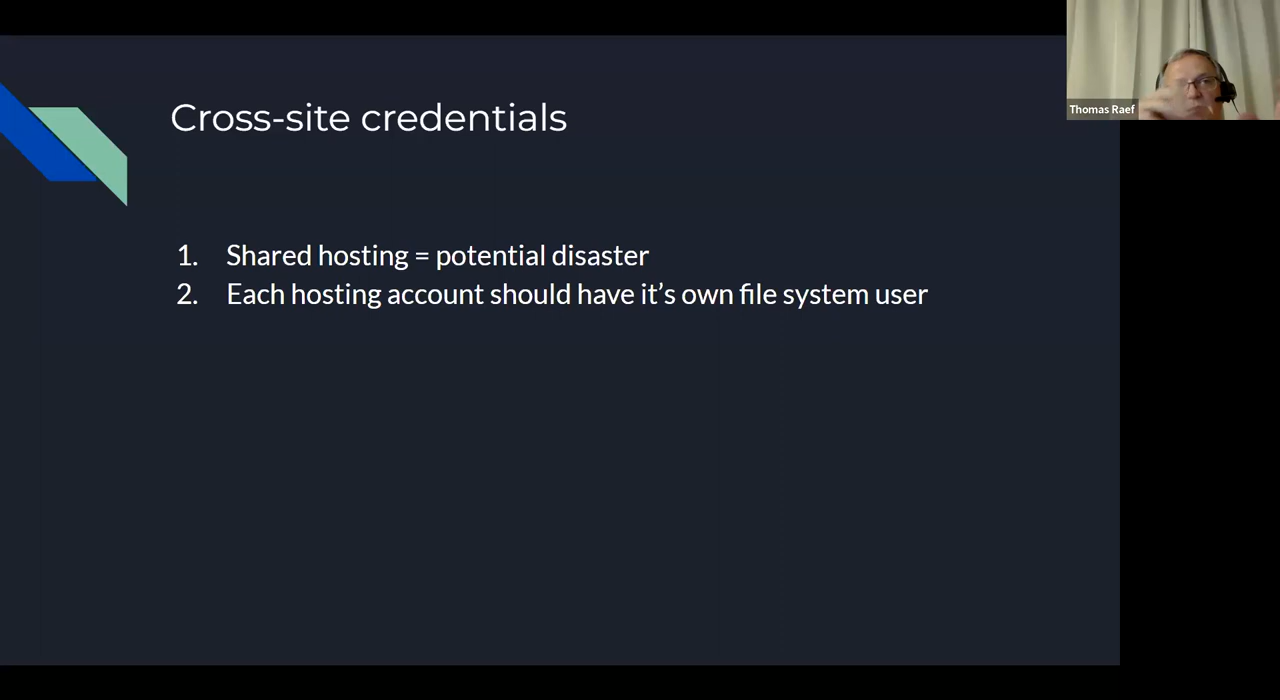 Thomas Raef
Cross-site credentials
1. Shared hosting = potential disaster
2. Each hosting account should have it’s own file system user